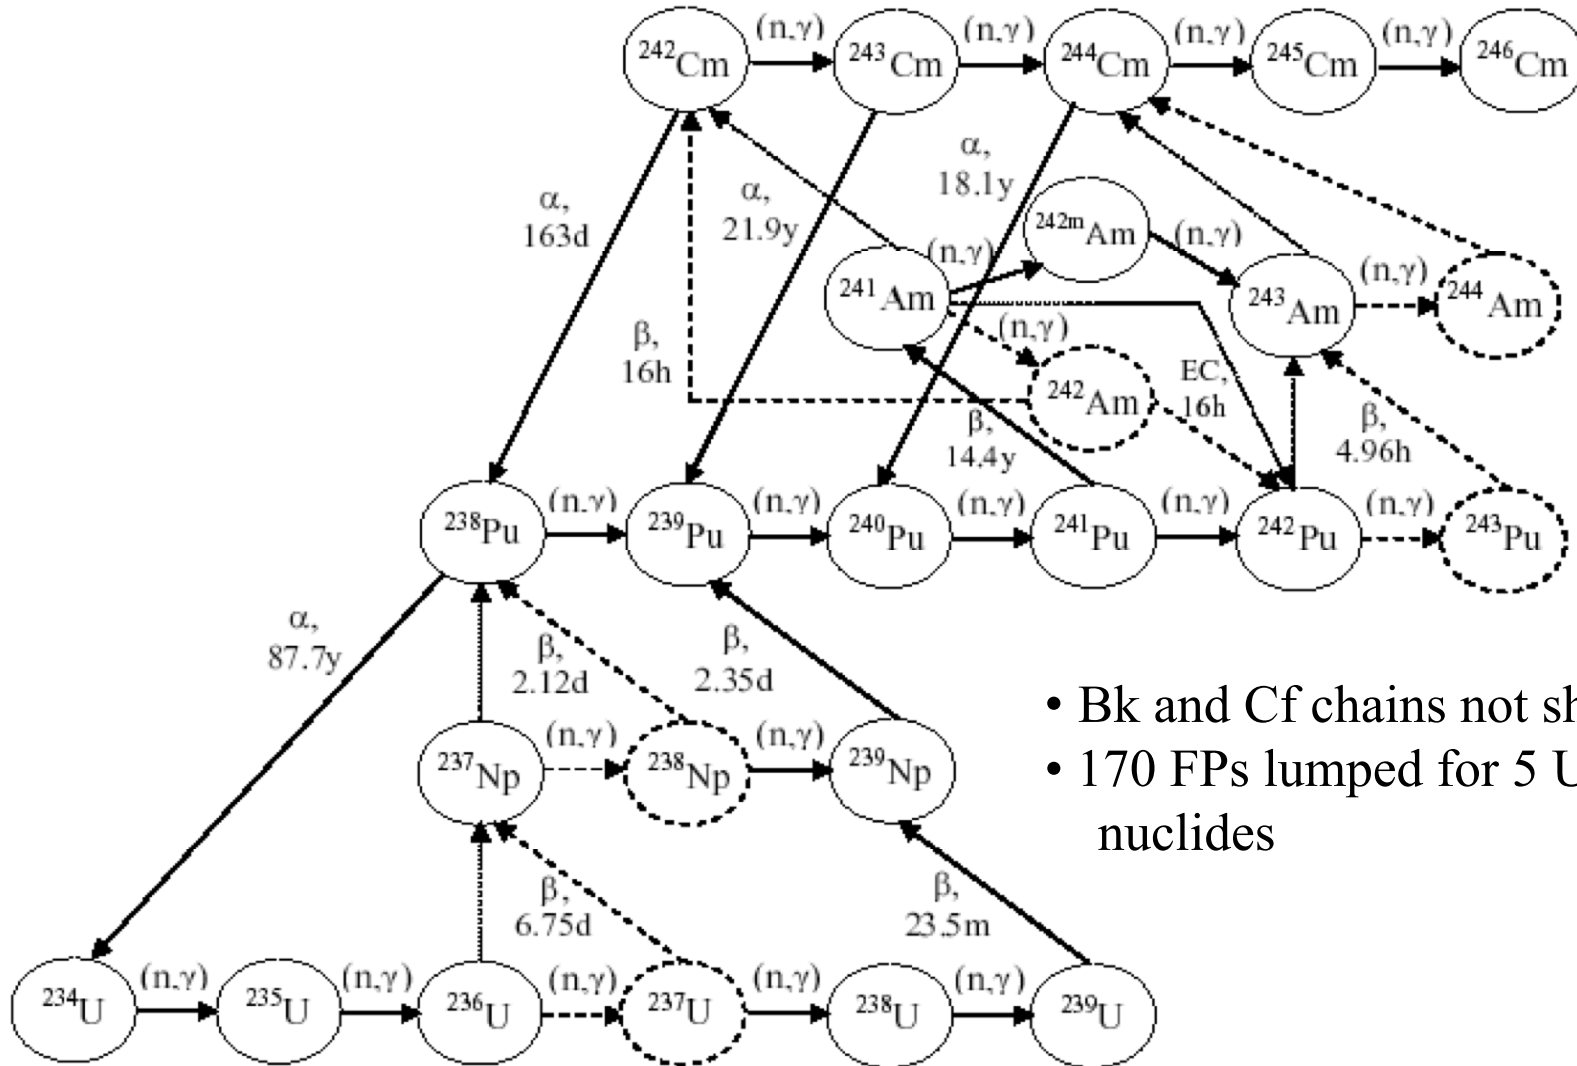 (n,γ) (n,γ) (n,γ) (n,γ)
²⁴²Cm ²⁴³Cm ²⁴⁴Cm ²⁴⁵Cm ²⁴⁶Cm
α,
163d
α,
21.9y
α,
18.1y
²⁴²ᵐAm
(n,γ) (n,γ)
²⁴¹Am ²⁴³Am (n,γ) ²⁴⁴Am
(n,γ)
β,
16h
²⁴²Am
EC,
16h
β,
14.4y
β,
4.96h
(n,γ) (n,γ) (n,γ) (n,γ) (n,γ)
²³⁸Pu ²³⁹Pu ²⁴⁰Pu ²⁴¹Pu ²⁴²Pu ²⁴³Pu
α,
87.7y
β,
2.12d
β,
2.35d
(n,γ) (n,γ)
²³⁷Np ²³⁸Np ²³⁹Np
• Bk and Cf chains not sh
• 170 FPs lumped for 5 U
nuclides
β,
6.75d
β,
23.5m
(n,γ) (n,γ) (n,γ) (n,γ) (n,γ)
²³⁴U ²³⁵U ²³⁶U ²³⁷U ²³⁸U ²³⁹U